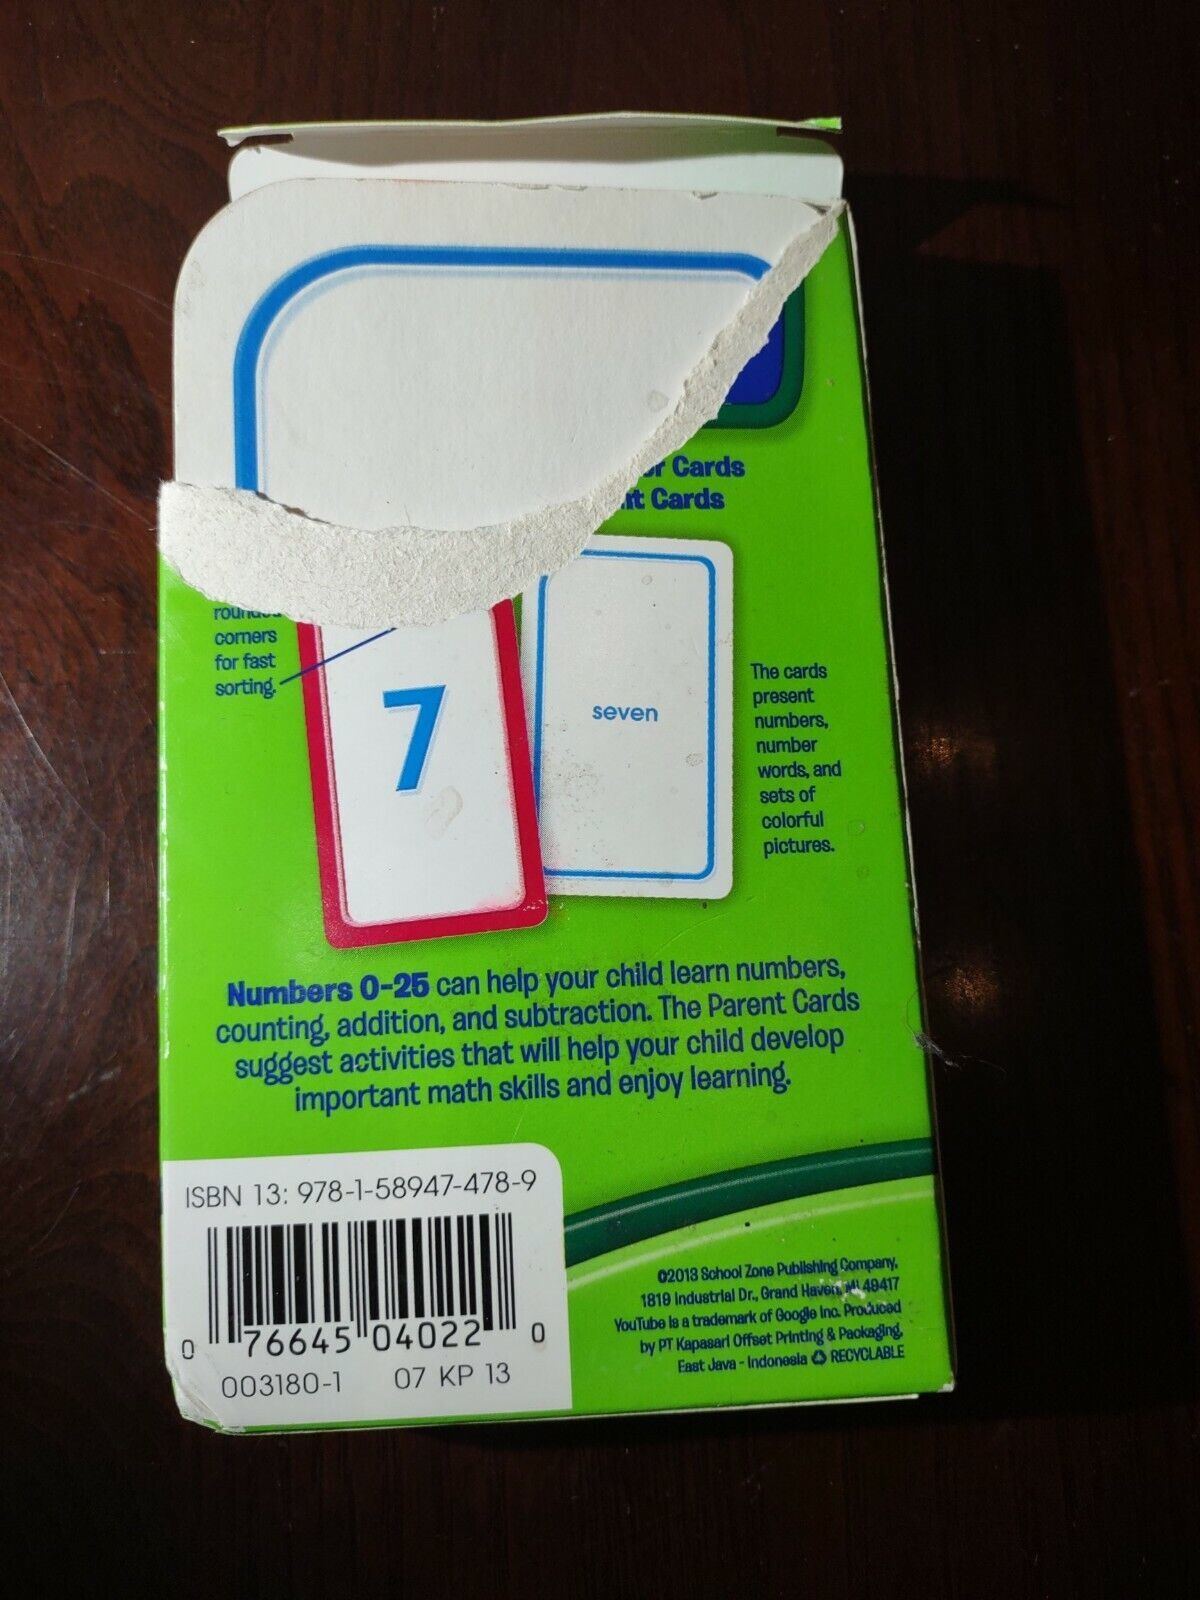 Cards
Cards
corners
for fast
sorting.
7
seven
The cards
present
numbers,
number
words, and
sets of
colorful
pictures.
Numbers 0-25 can help your child learn numbers,
counting, addition, and subtraction. The Parent Cards
suggest activities that will help your child develop
important math skills and enjoy learning.
ISBN 13: 978-1-58947-478-9
0 76645 04022 0
003180-1 07 KP 13
©2013 School Zone Publishing Company,
1819 Industrial Dr., Grand Haven, MI 49417
YouTube is a trademark of Google Inc. Produced
by PT Kapasari Offset Printing & Packaging,
East Java - Indonesia RECYCLABLE